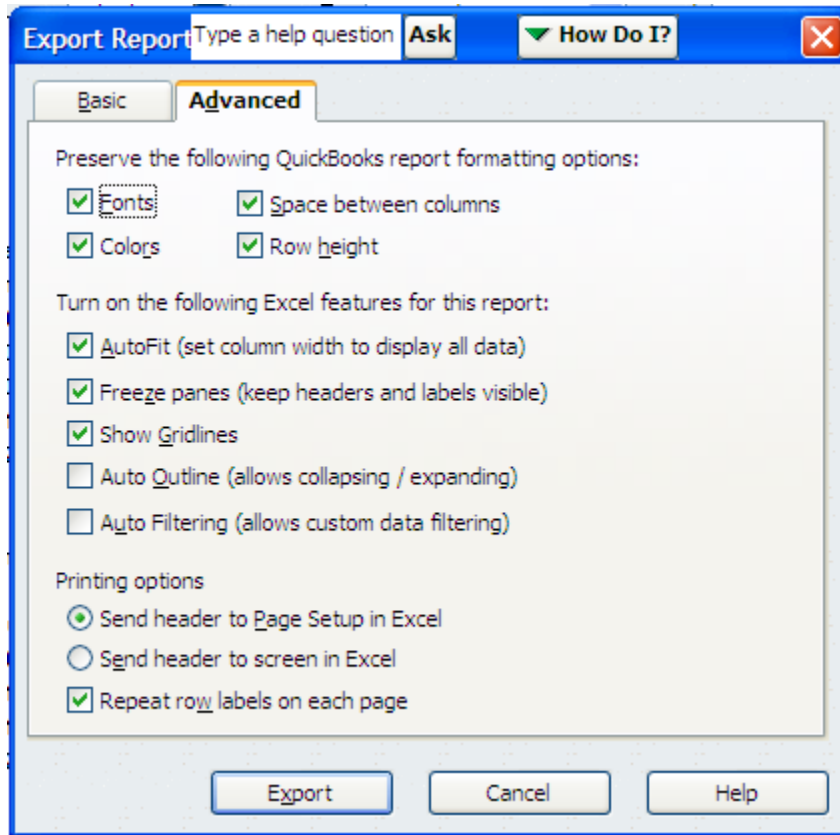 Export Report Type a help question Ask How Do I?
Basic Advanced
Preserve the following QuickBooks report formatting options:
Fonts Space between columns
Colors Row height
Turn on the following Excel features for this report:
AutoFit (set column width to display all data)
Freeze panes (keep headers and labels visible)
Show Gridlines
Auto Outline (allows collapsing / expanding)
Auto Filtering (allows custom data filtering)
Printing options
Send header to Page Setup in Excel
Send header to screen in Excel
Repeat row labels on each page
Export Cancel Help